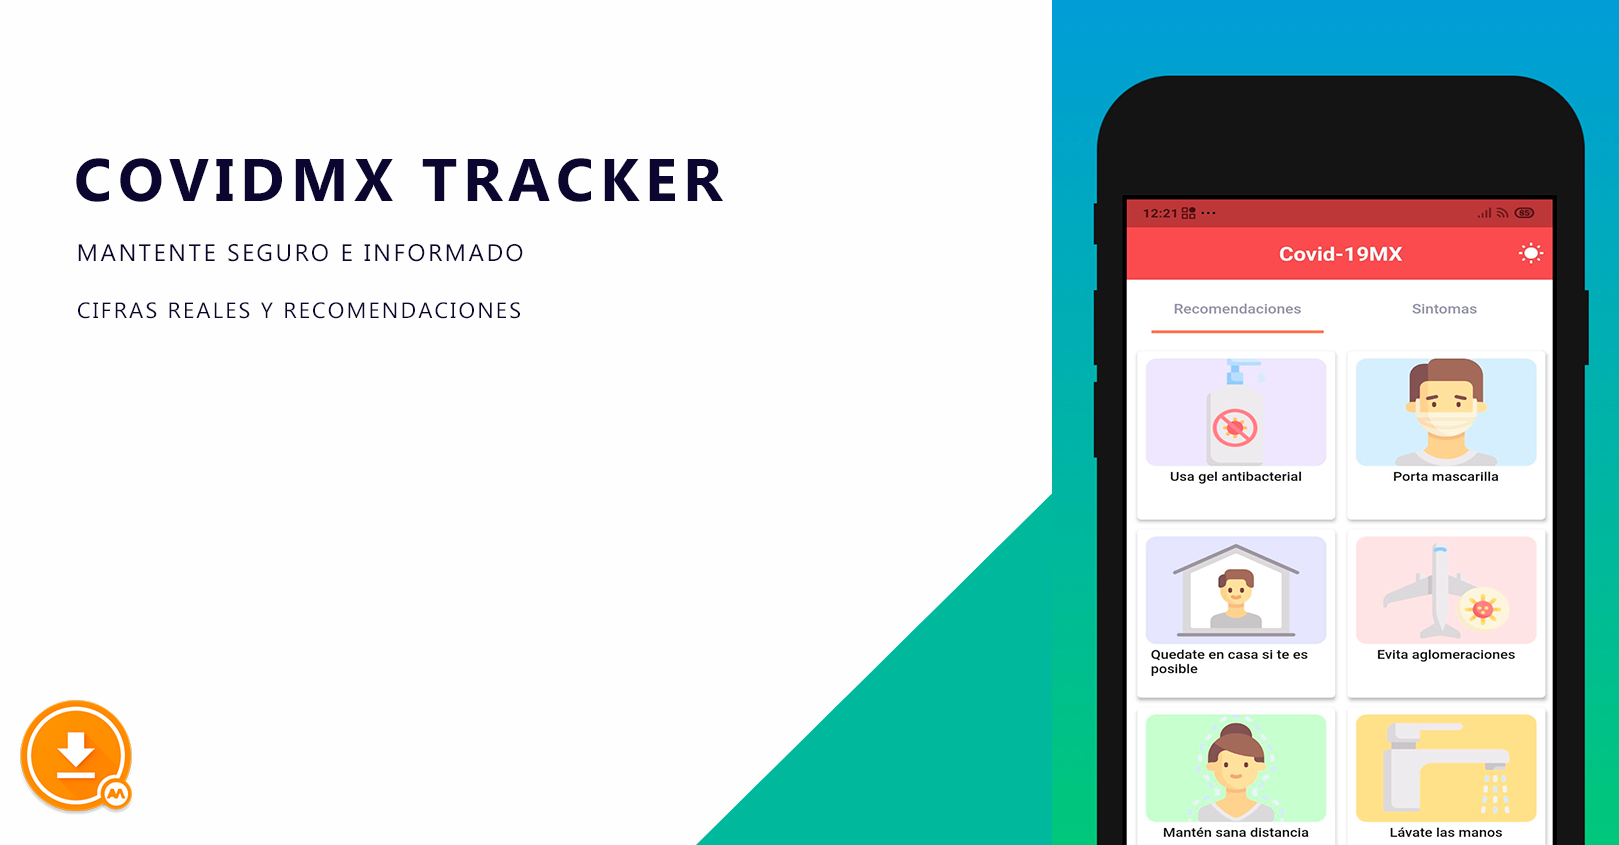 COVIDMX TRACKER
MANTENTE SEGURO E INFORMADO
CIFRAS REALES Y RECOMENDACIONES
12:21
85
Covid-19MX
Recomendaciones
Sintomas
Usa gel antibacterial
Porta mascarilla
Quedate en casa si te es
posible
Evita aglomeraciones
Mantén sana distancia
Lávate las manos